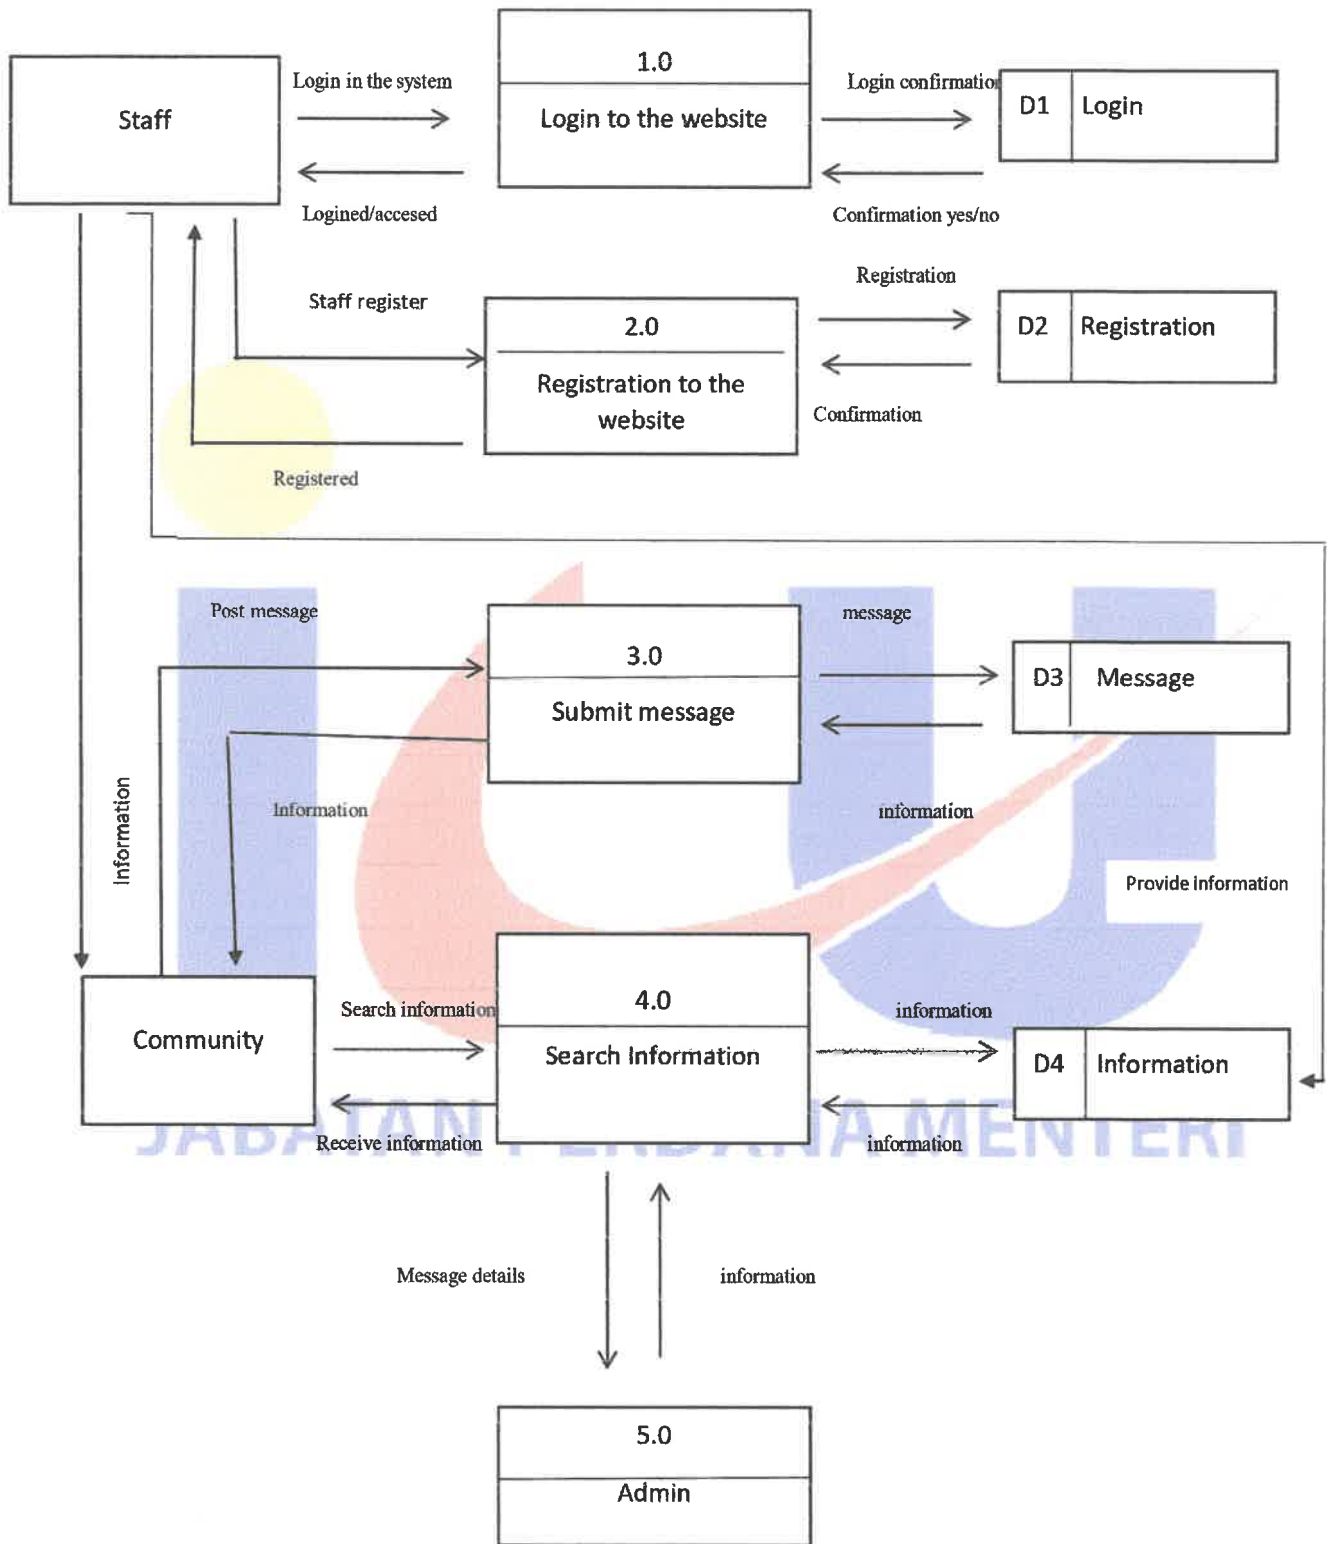 1.0
Staff
Login in the system
Login to the website
Login confirmation
D1 Login
Logined/accesed
Confirmation yes/no
Registration
Staff register
2.0
D2 Registration
Registration to the
website
Confirmation
Registered
Post message
message
3.0
D3 Message
Submit message
Information
Information
information
Provide information
4.0
Search information
information
Community
Search Information
D4 Information
JABATAN PERDANA MENTERI
Receive information
information
Message details
information
5.0
Admin